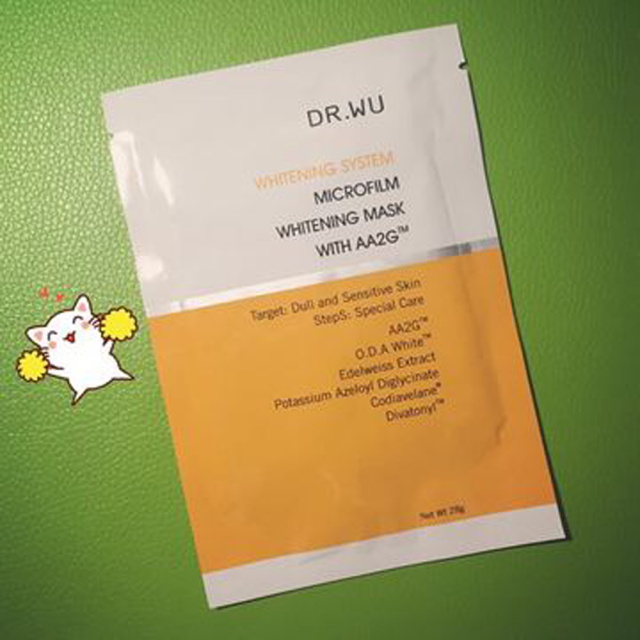 DR.WU
WHITENING SYSTEM
MICROFILM
WHITENING MASK
WITH AA2G™
Target: Dull and Sensitive Skin
Step5: Special Care
AA2G™
O.D.A White™
Edelweiss Extract
Potassium Azeloyl Diglycinate
Codiavelane®
Divatonyl™
Net Wt 28g